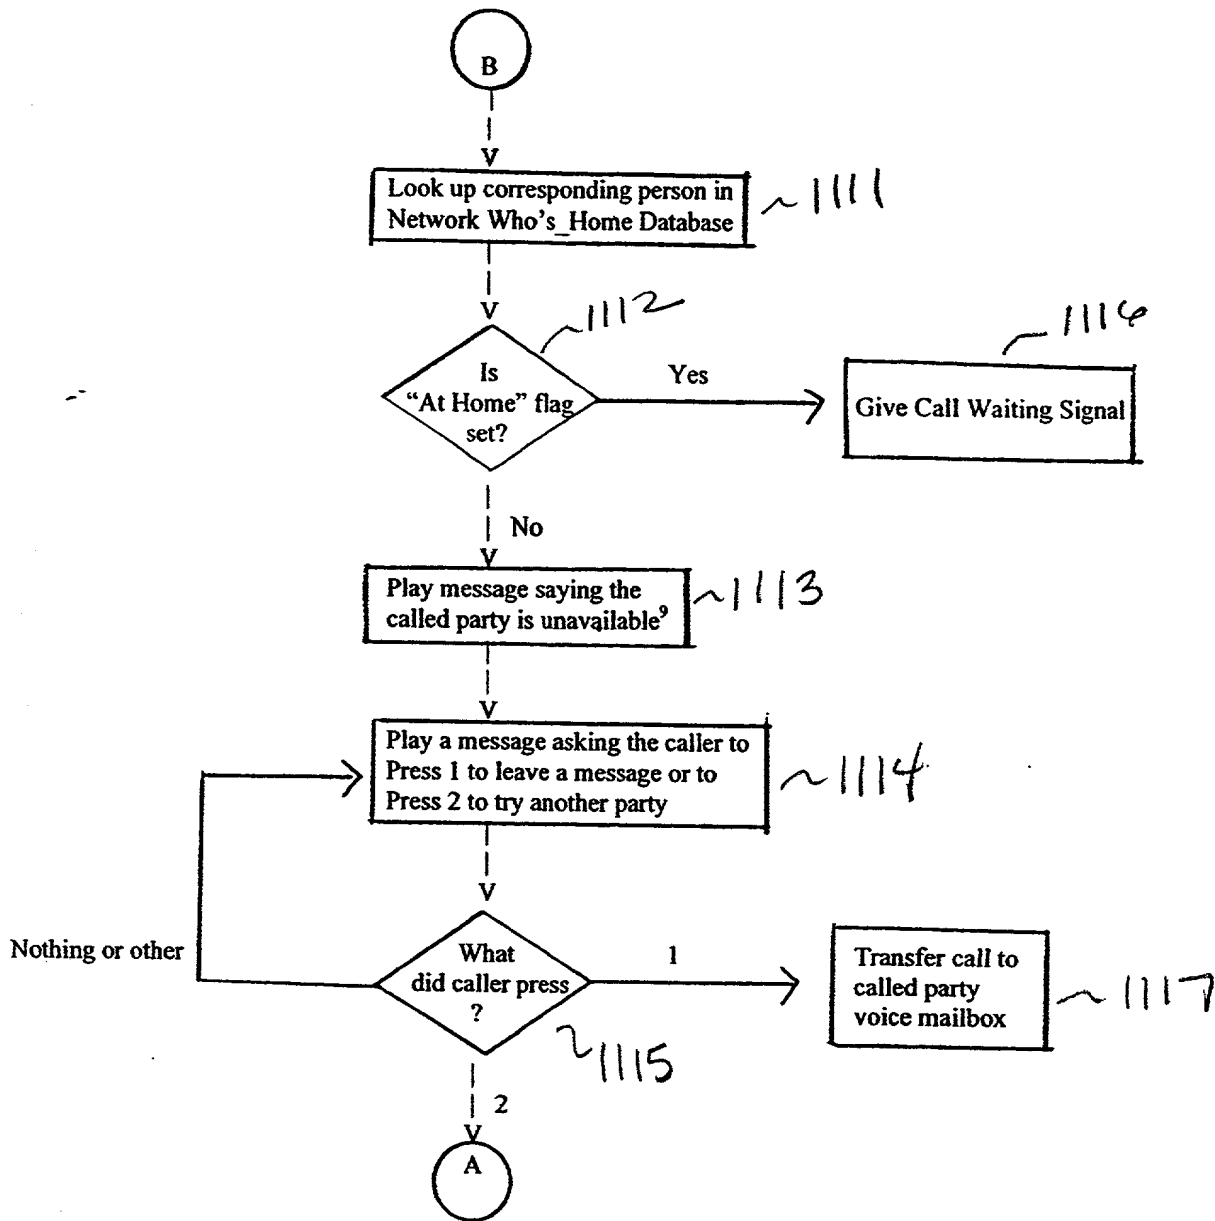 B
V
Look up corresponding person in
Network Who's_Home Database
~1111
V
1112
Is
"At Home" flag
set?
Yes
1116
Give Call Waiting Signal
No
V
Play message saying the
called party is unavailable⁹
~1113
V
Play a message asking the caller to
Press 1 to leave a message or to
Press 2 to try another party
~1114
V
Nothing or other
What
did caller press
?
1
Transfer call to
called party
voice mailbox
~1117
1115
2
V
A